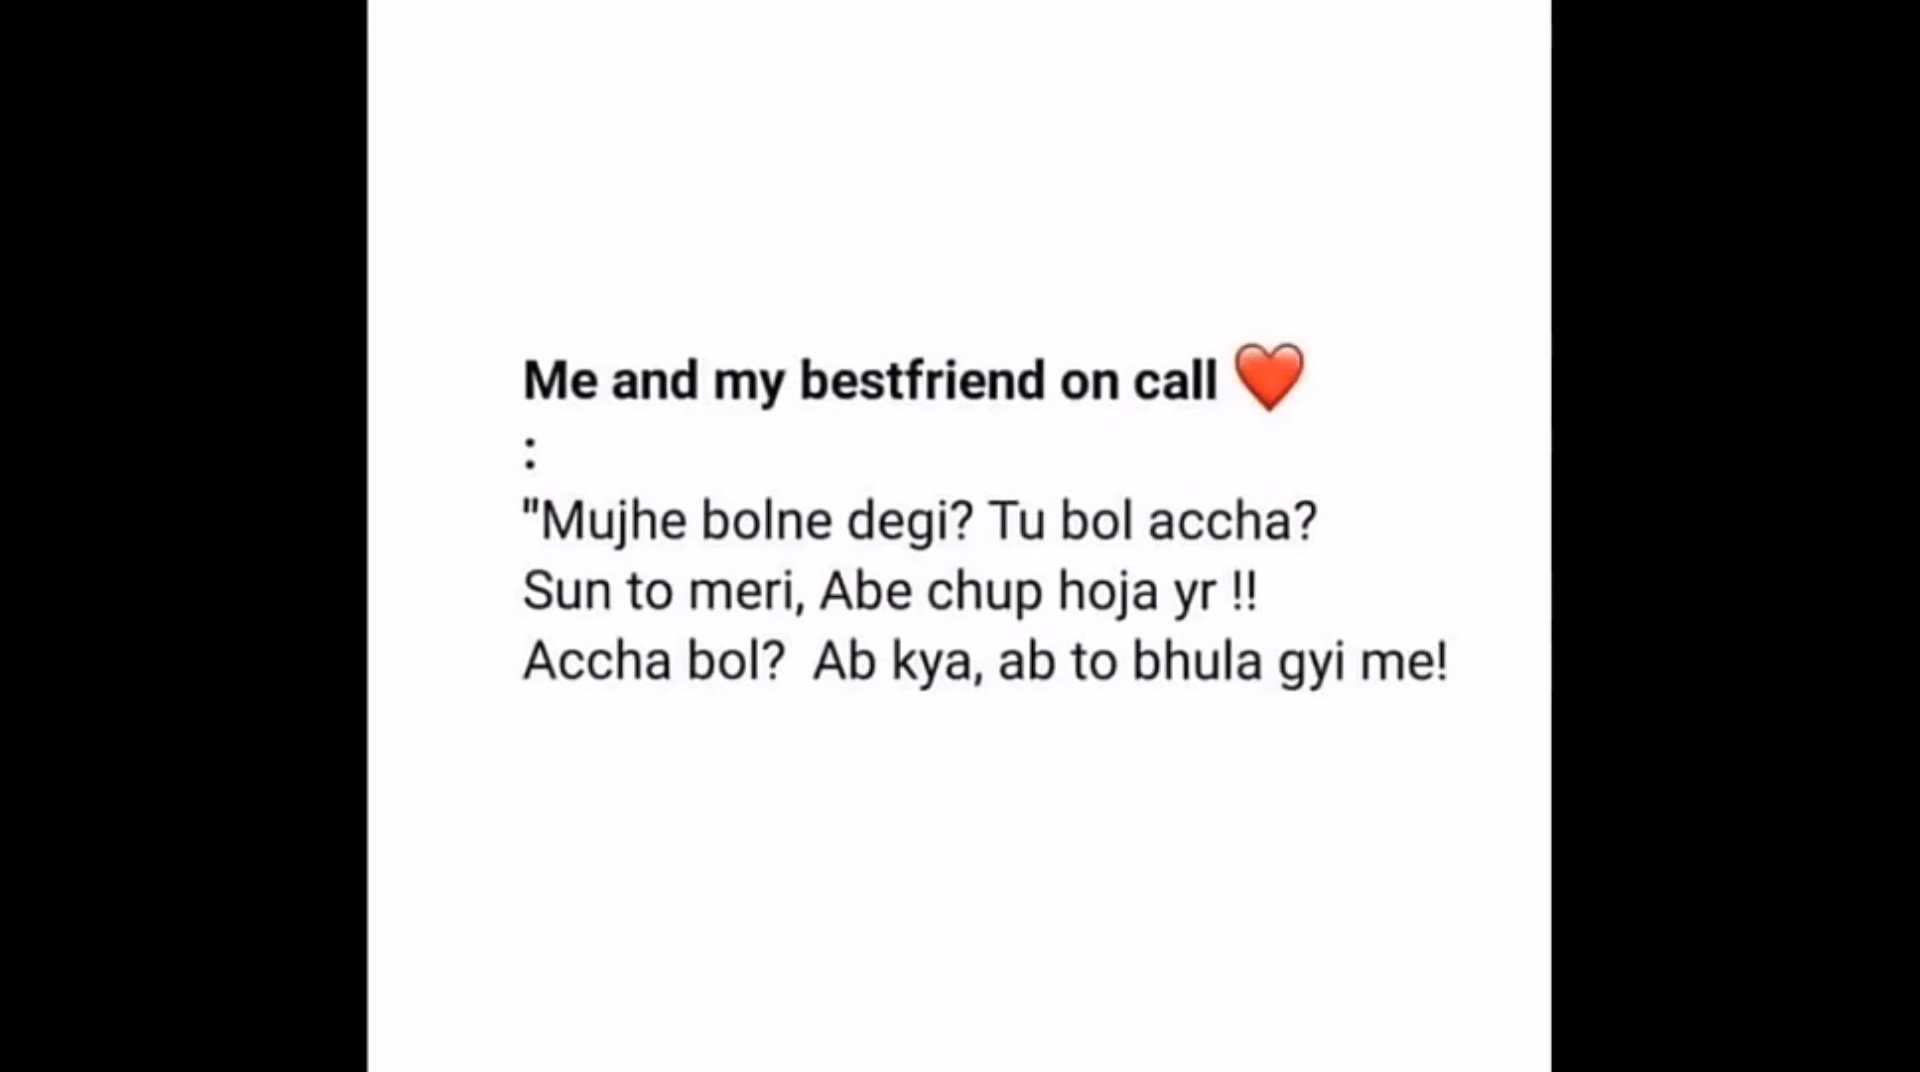 Me and my bestfriend on call ❤️
:
"Mujhe bolne degi? Tu bol accha?
Sun to meri, Abe chup hoja yr !!
Accha bol?  Ab kya, ab to bhula gyi me!